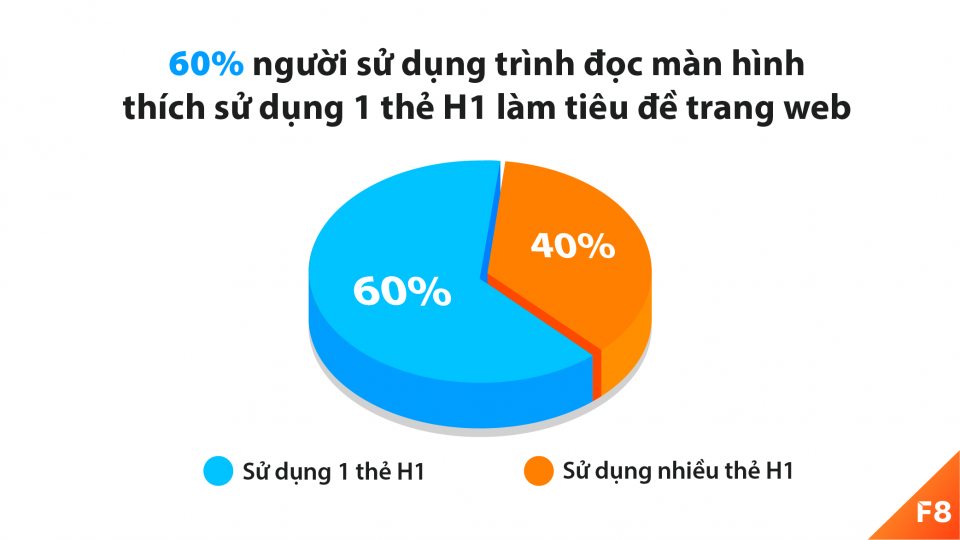 60% người sử dụng trình đọc màn hình
thích sử dụng 1 thẻ H1 làm tiêu đề trang web
40%
60%
Sử dụng 1 thẻ H1
Sử dụng nhiều thẻ H1
F8